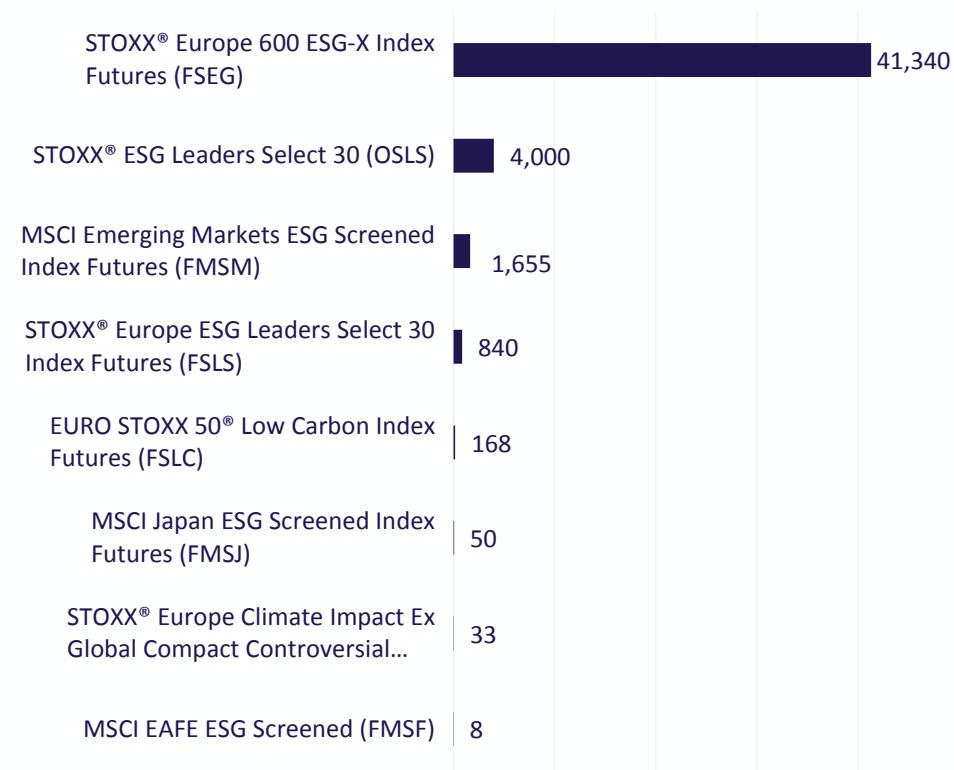 STOXX® Europe 600 ESG-X Index
Futures (FSEG)
41,340
STOXX® ESG Leaders Select 30 (OSLS)
4,000
MSCI Emerging Markets ESG Screened
Index Futures (FMSM)
1,655
STOXX® Europe ESG Leaders Select 30
Index Futures (FSLS)
840
EURO STOXX 50® Low Carbon Index
Futures (FSLC)
168
MSCI Japan ESG Screened Index
Futures (FMSJ)
50
STOXX® Europe Climate Impact Ex
Global Compact Controversial...
33
MSCI EAFE ESG Screened (FMSF)
8